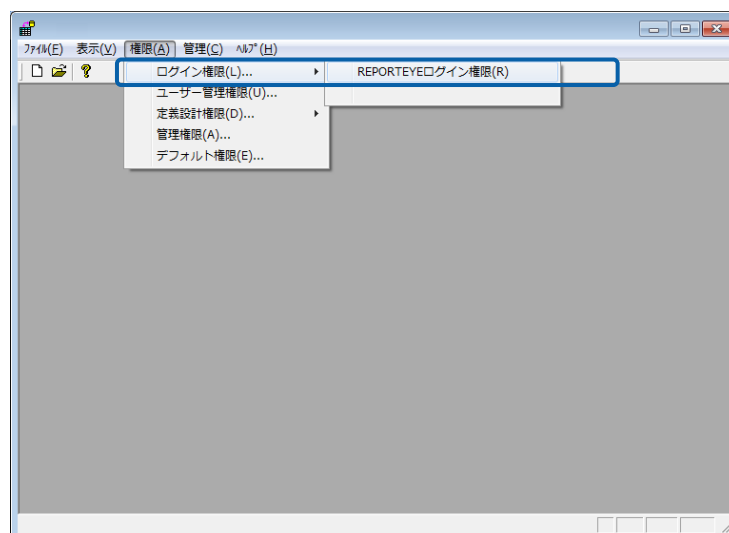 ﾌｧｲﾙ(F) 表示(V) 権限(A) 管理(C) ﾍﾙﾌﾟ(H)
ログイン権限(L)... REPORTEYEログイン権限(R)
ユーザー管理権限(U)...
定義設計権限(D)...
管理権限(A)...
デフォルト権限(E)...